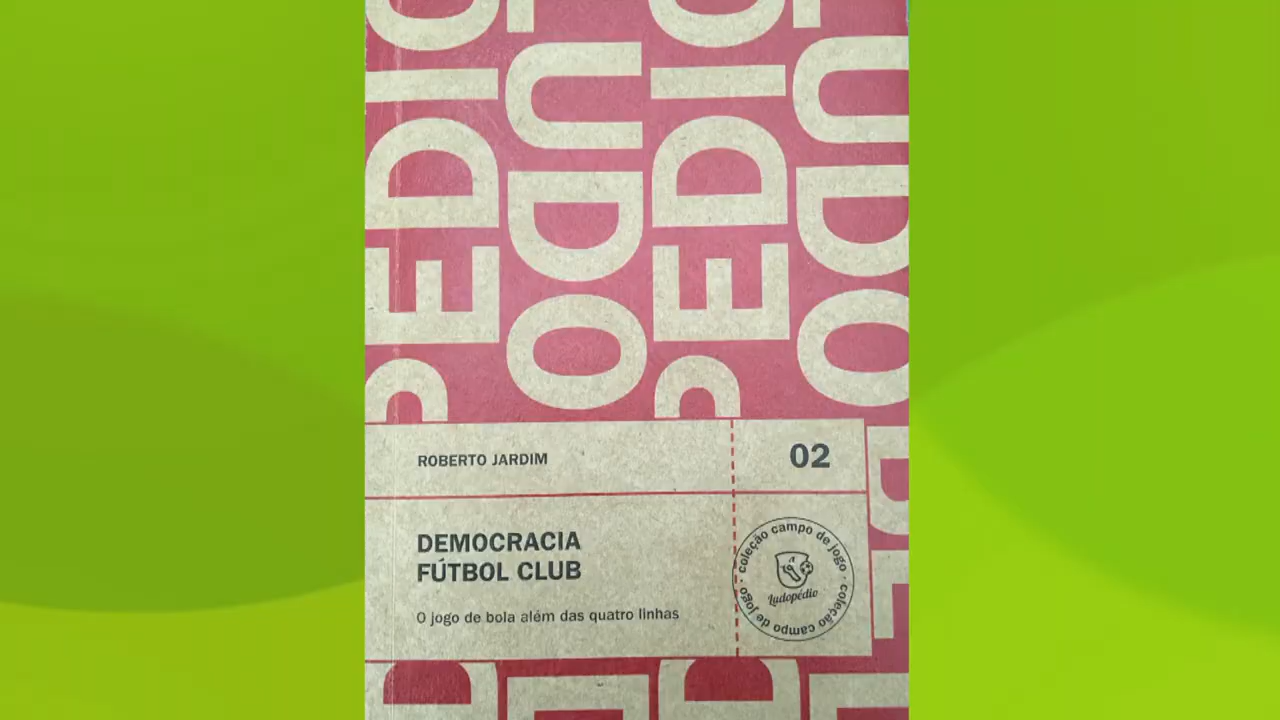 ROBERTO JARDIM
02
DEMOCRACIA
FÚTBOL CLUB
O jogo de bola além das quatro linhas
coleção campo de jogo · coleção campo de jogo ·
Ludopédio